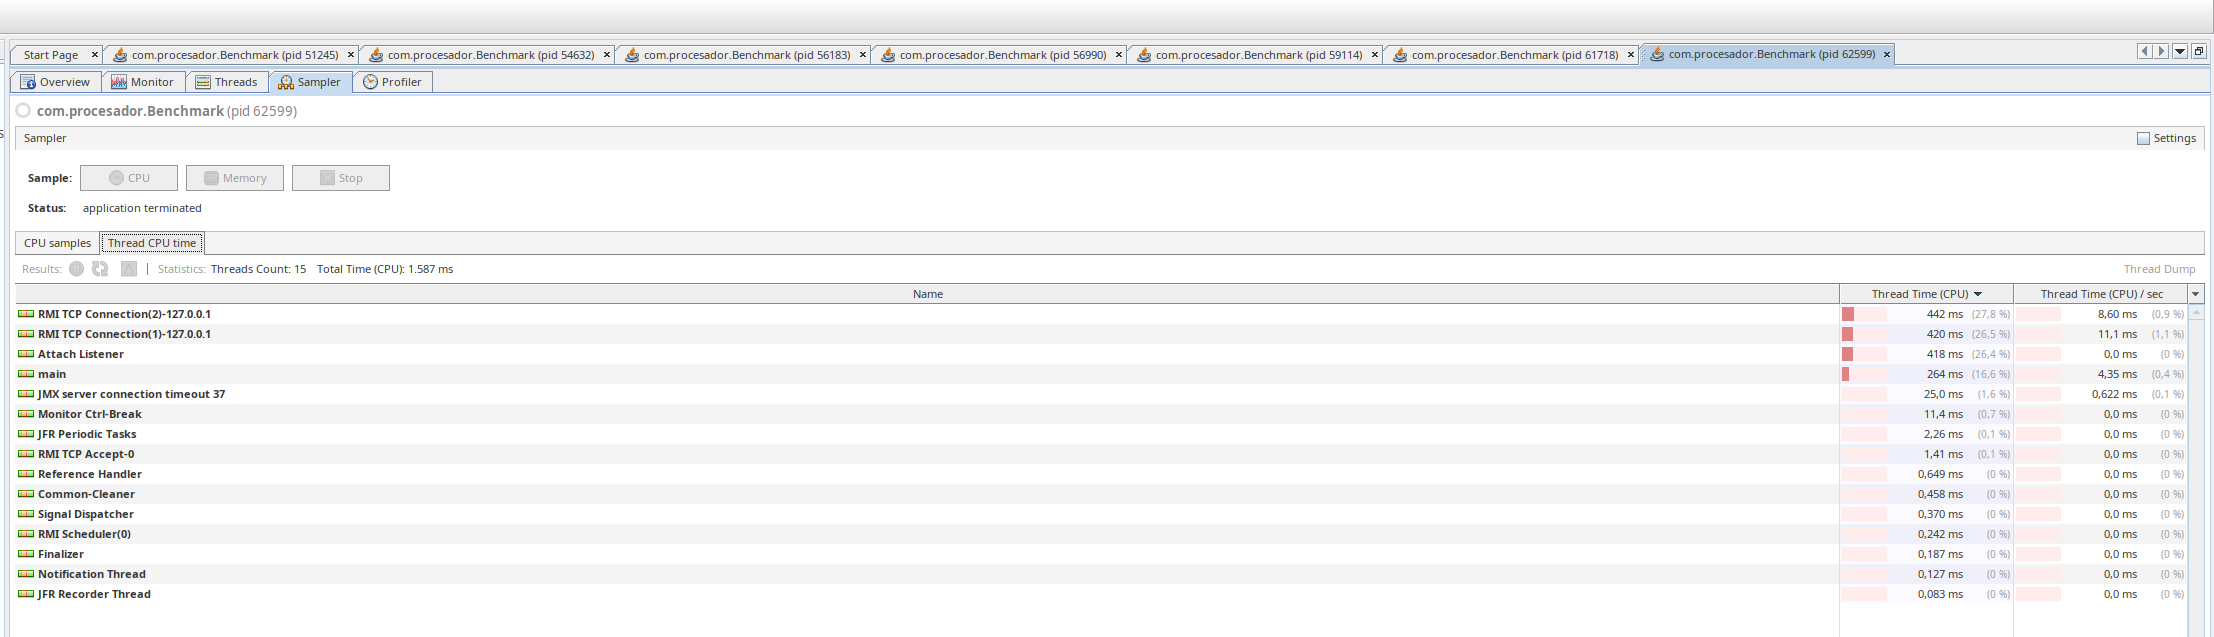 Start Page com.procesador.Benchmark (pid 51245) com.procesador.Benchmark (pid 54632) com.procesador.Benchmark (pid 56183) com.procesador.Benchmark (pid 56990) com.procesador.Benchmark (pid 59114) com.procesador.Benchmark (pid 61718) com.procesador.Benchmark (pid 62599)
Overview Monitor Threads Sampler Profiler
com.procesador.Benchmark (pid 62599)
s
Sampler Settings
Sample: CPU Memory Stop
Status: application terminated
CPU samples Thread CPU time
Results: Statistics: Threads Count: 15 Total Time (CPU): 1.587 ms Thread Dump
Name Thread Time (CPU) Thread Time (CPU) / sec
RMI TCP Connection(2)-127.0.0.1 442 ms (27,8 %) 8,60 ms (0,9 %)
RMI TCP Connection(1)-127.0.0.1 420 ms (26,5 %) 11,1 ms (1,1 %)
Attach Listener 418 ms (26,4 %) 0,0 ms (0 %)
main 264 ms (16,6 %) 4,35 ms (0,4 %)
JMX server connection timeout 37 25,0 ms (1,6 %) 0,622 ms (0,1 %)
Monitor Ctrl-Break 11,4 ms (0,7 %) 0,0 ms (0 %)
JFR Periodic Tasks 2,26 ms (0,1 %) 0,0 ms (0 %)
RMI TCP Accept-0 1,41 ms (0,1 %) 0,0 ms (0 %)
Reference Handler 0,649 ms (0 %) 0,0 ms (0 %)
Common-Cleaner 0,458 ms (0 %) 0,0 ms (0 %)
Signal Dispatcher 0,370 ms (0 %) 0,0 ms (0 %)
RMI Scheduler(0) 0,242 ms (0 %) 0,0 ms (0 %)
Finalizer 0,187 ms (0 %) 0,0 ms (0 %)
Notification Thread 0,127 ms (0 %) 0,0 ms (0 %)
JFR Recorder Thread 0,083 ms (0 %) 0,0 ms (0 %)